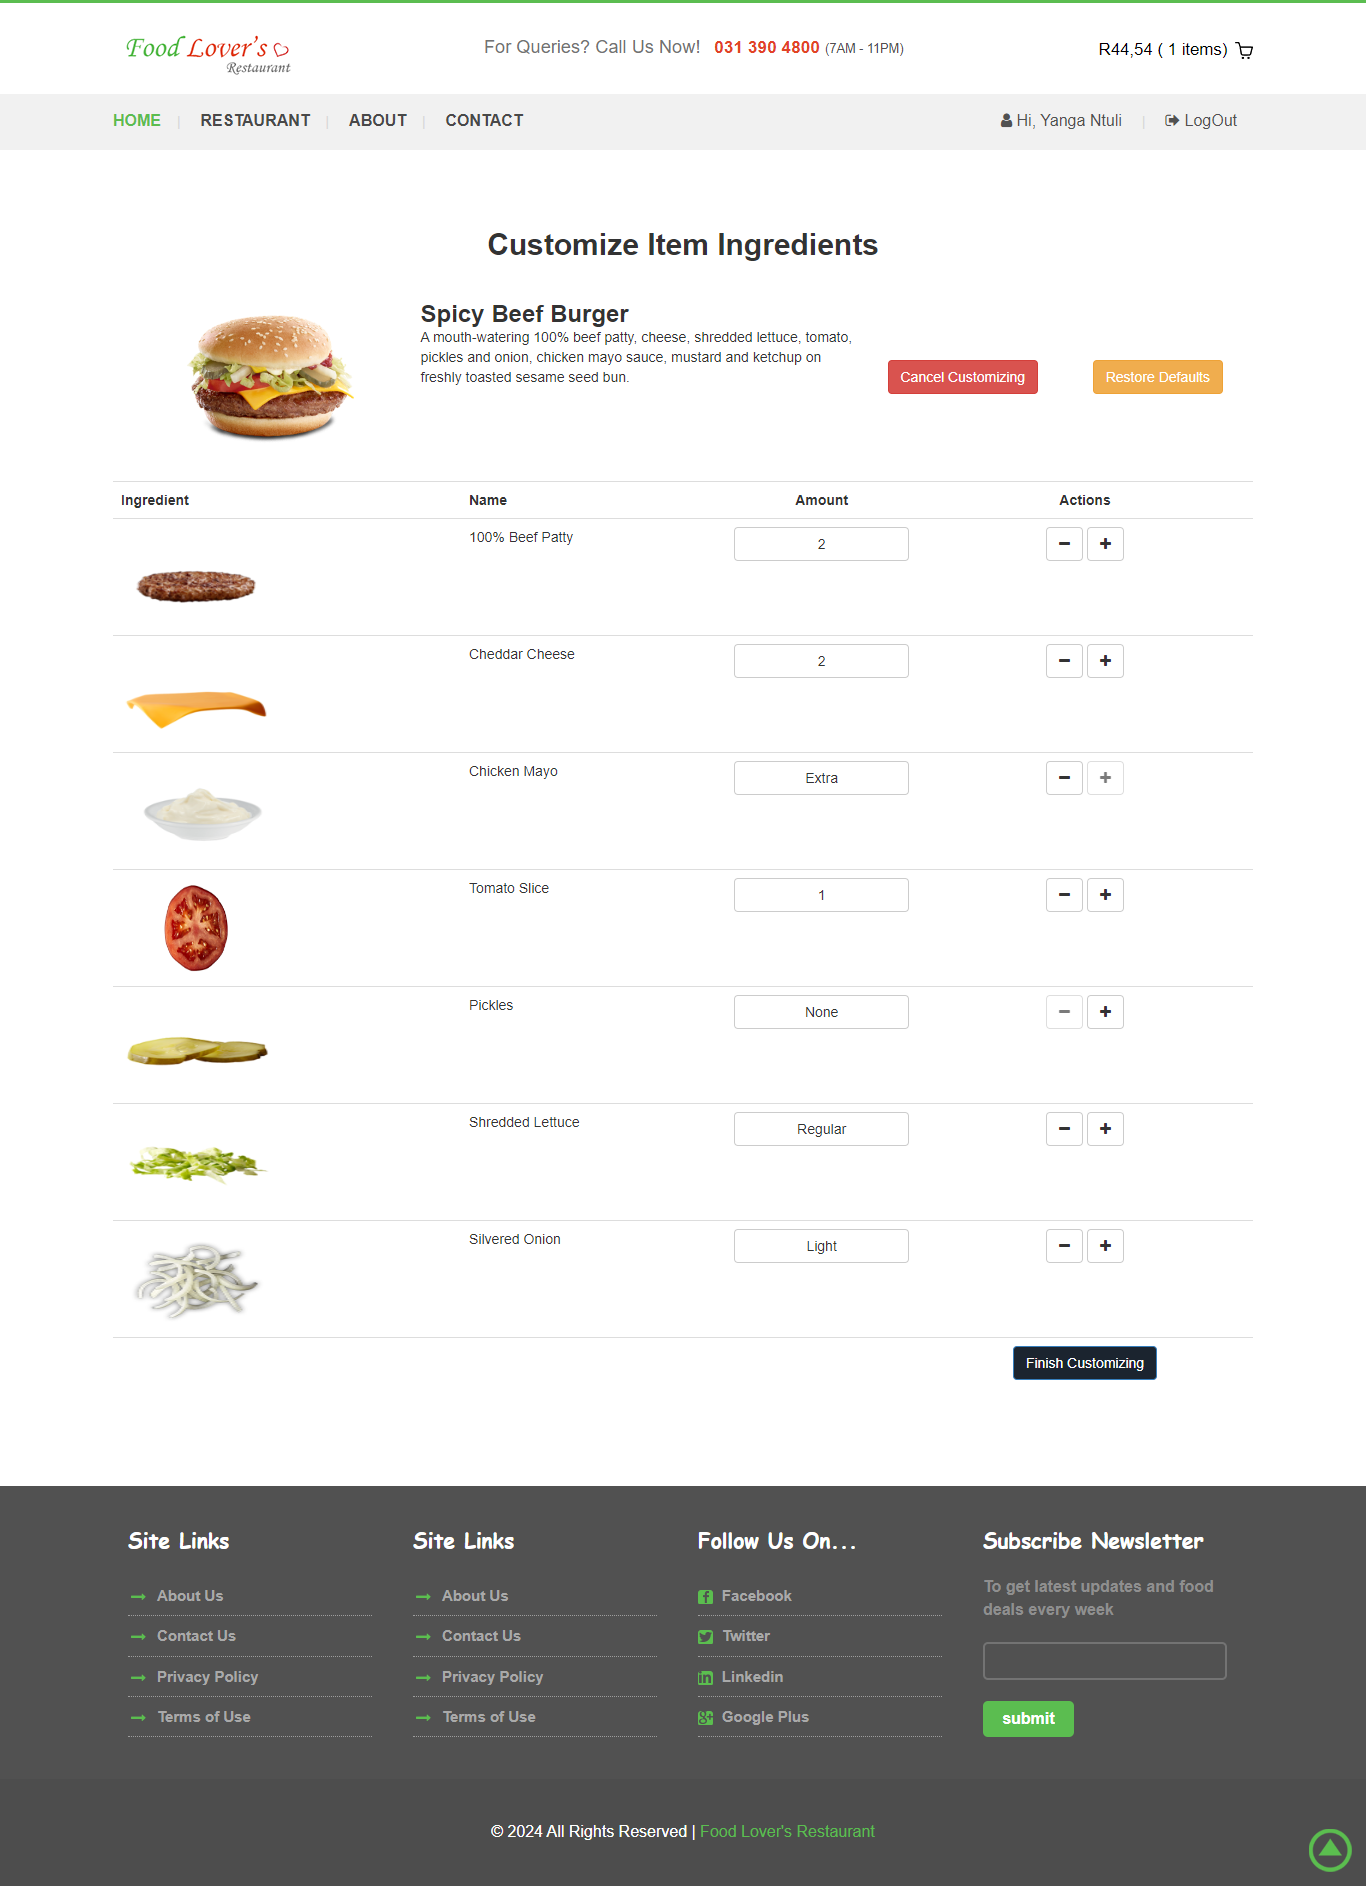 Food Lover's
Restaurant
For Queries? Call Us Now! 031 390 4800 (7AM - 11PM)
R44,54 ( 1 items)
HOME | RESTAURANT | ABOUT | CONTACT
Hi, Yanga Ntuli | LogOut
Customize Item Ingredients
Spicy Beef Burger
A mouth-watering 100% beef patty, cheese, shredded lettuce, tomato,
pickles and onion, chicken mayo sauce, mustard and ketchup on
freshly toasted sesame seed bun.
Cancel Customizing
Restore Defaults
Ingredient Name Amount Actions
100% Beef Patty 2 − +
Cheddar Cheese 2 − +
Chicken Mayo Extra − +
Tomato Slice 1 − +
Pickles None − +
Shredded Lettuce Regular − +
Silvered Onion Light − +
Finish Customizing
Site Links
About Us
Contact Us
Privacy Policy
Terms of Use
Site Links
About Us
Contact Us
Privacy Policy
Terms of Use
Follow Us On...
Facebook
Twitter
Linkedin
Google Plus
Subscribe Newsletter
To get latest updates and food
deals every week
submit
© 2024 All Rights Reserved | Food Lover's Restaurant